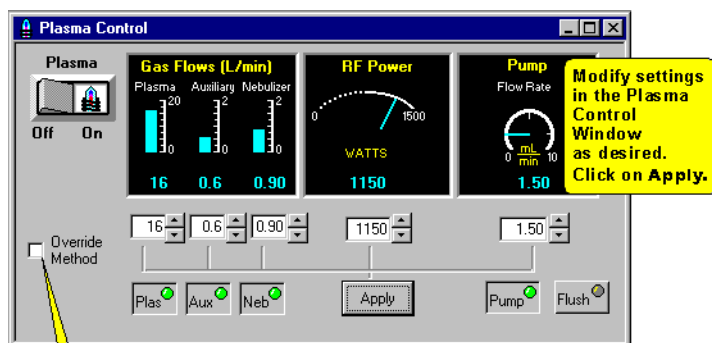 Plasma Control
Plasma
Off On
Gas Flows (L/min)
Plasma Auxiliary Nebulizer
20 2 2
0 0 0
16 0.6 0.90
RF Power
0 1500
WATTS
1150
Pump
Flow Rate
0 mL/min 10
1.50
Modify settings
in the Plasma
Control
Window
as desired.
Click on Apply.
16 0.6 0.90 1150 1.50
Override
Method
Plas Aux Neb Apply Pump Flush